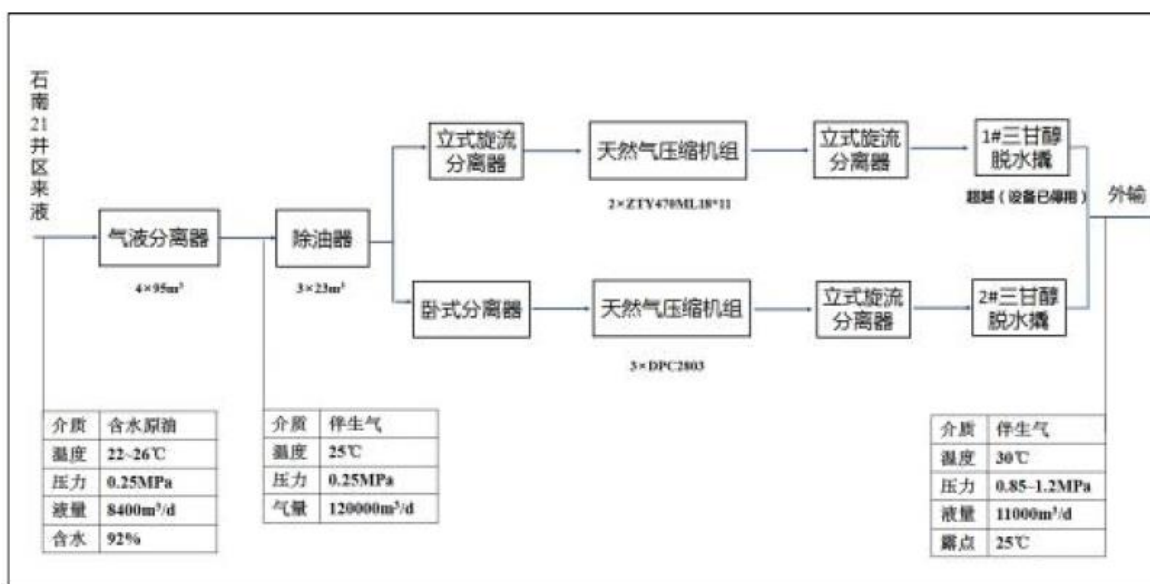 石南21井区来液
立式旋流
分离器
天然气压缩机组
立式旋流
分离器
1#三甘醇
脱水撬
2×ZTY470ML18*11
超越（设备已停用）
外输
气液分离器
除油器
4×95m³
3×23m³
卧式分离器
天然气压缩机组
立式旋流
分离器
2#三甘醇
脱水撬
3×DPC2803
介质 含水原油
温度 22~26℃
压力 0.25MPa
液量 8400m³/d
含水 92%
介质 伴生气
温度 25℃
压力 0.25MPa
气量 120000m³/d
介质 伴生气
温度 30℃
压力 0.85~1.2MPa
液量 11000m³/d
露点 25℃